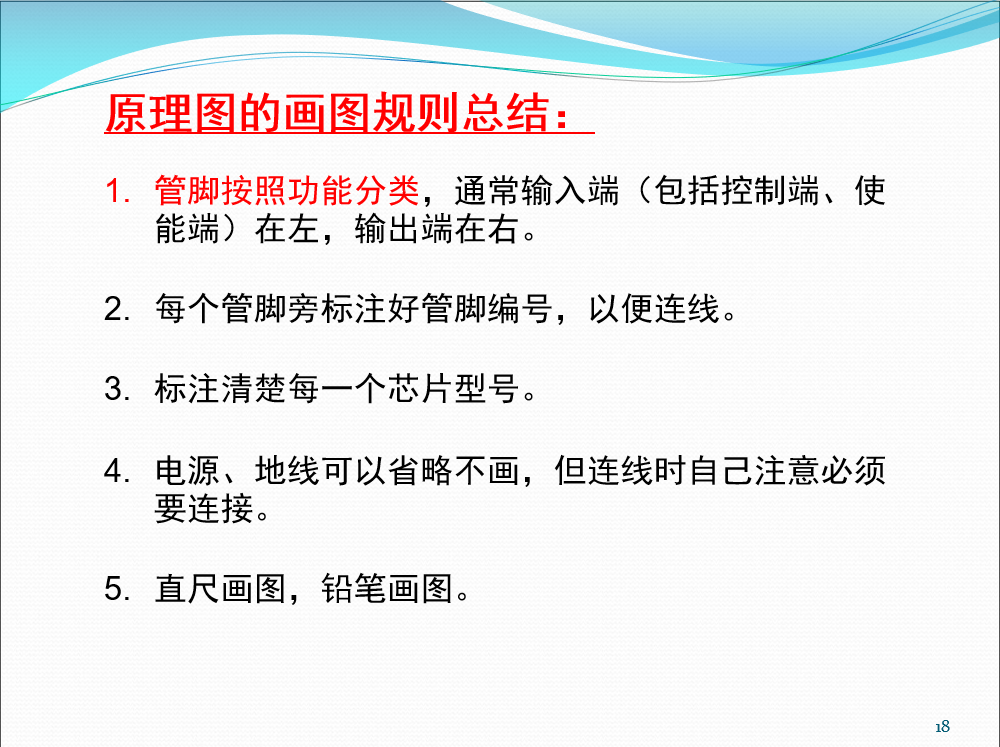 原理图的画图规则总结：
1. 管脚按照功能分类，通常输入端（包括控制端、使
能端）在左，输出端在右。
2. 每个管脚旁标注好管脚编号，以便连线。
3. 标注清楚每一个芯片型号。
4. 电源、地线可以省略不画，但连线时自己注意必须
要连接。
5. 直尺画图，铅笔画图。
18